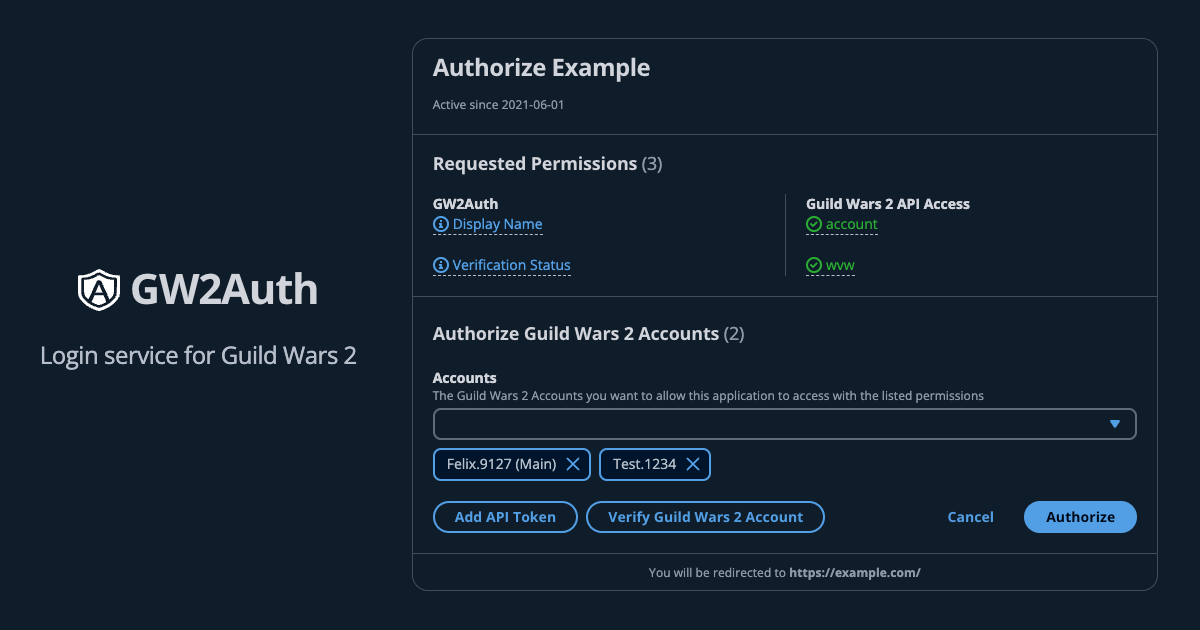 GW2Auth
Login service for Guild Wars 2
Authorize Example
Active since 2021-06-01
Requested Permissions (3)
GW2Auth
Display Name
Verification Status
Guild Wars 2 API Access
account
wvw
Authorize Guild Wars 2 Accounts (2)
Accounts
The Guild Wars 2 Accounts you want to allow this application to access with the listed permissions
Felix.9127 (Main)
Test.1234
Add API Token
Verify Guild Wars 2 Account
Cancel
Authorize
You will be redirected to https://example.com/